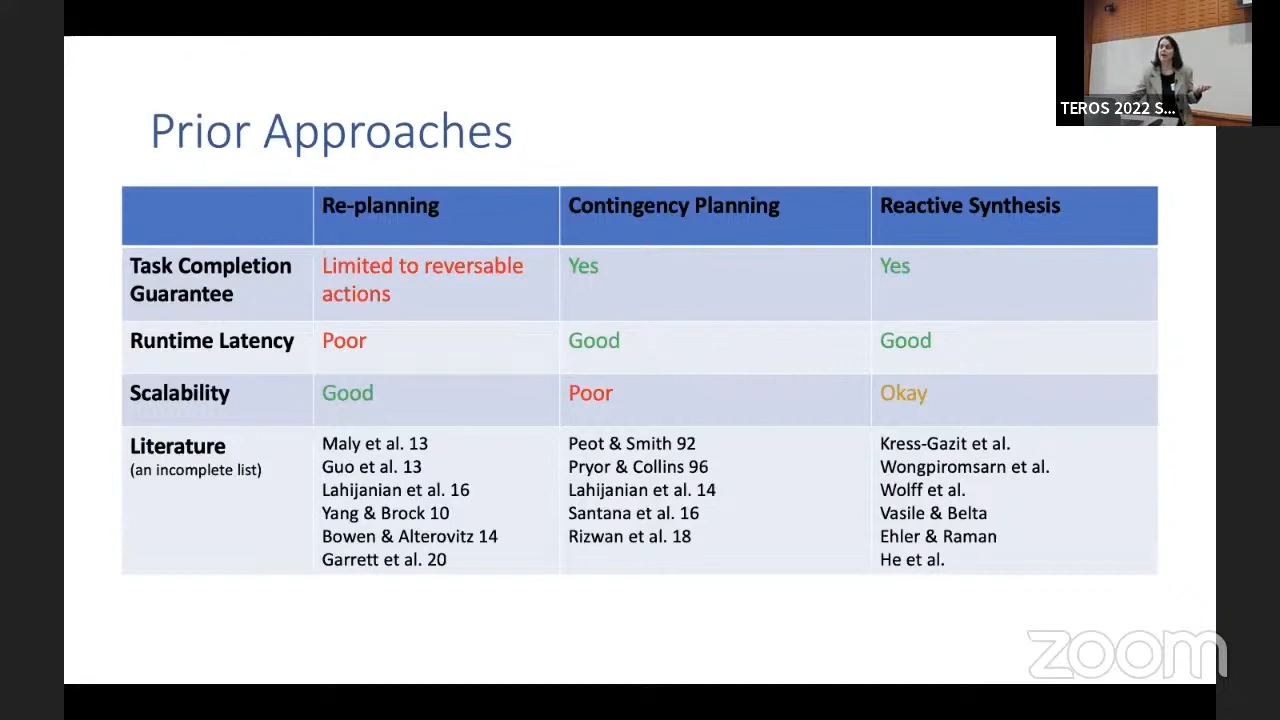 TEROS 2022 S...
Prior Approaches
Re-planning
Contingency Planning
Reactive Synthesis
Task Completion
Guarantee
Limited to reversable
actions
Yes
Yes
Runtime Latency
Poor
Good
Good
Scalability
Good
Poor
Okay
Literature
(an incomplete list)
Maly et al. 13
Guo et al. 13
Lahijanian et al. 16
Yang & Brock 10
Bowen & Alterovitz 14
Garrett et al. 20
Peot & Smith 92
Pryor & Collins 96
Lahijanian et al. 14
Santana et al. 16
Rizwan et al. 18
Kress-Gazit et al.
Wongpiromsarn et al.
Wolff et al.
Vasile & Belta
Ehler & Raman
He et al.
zoom